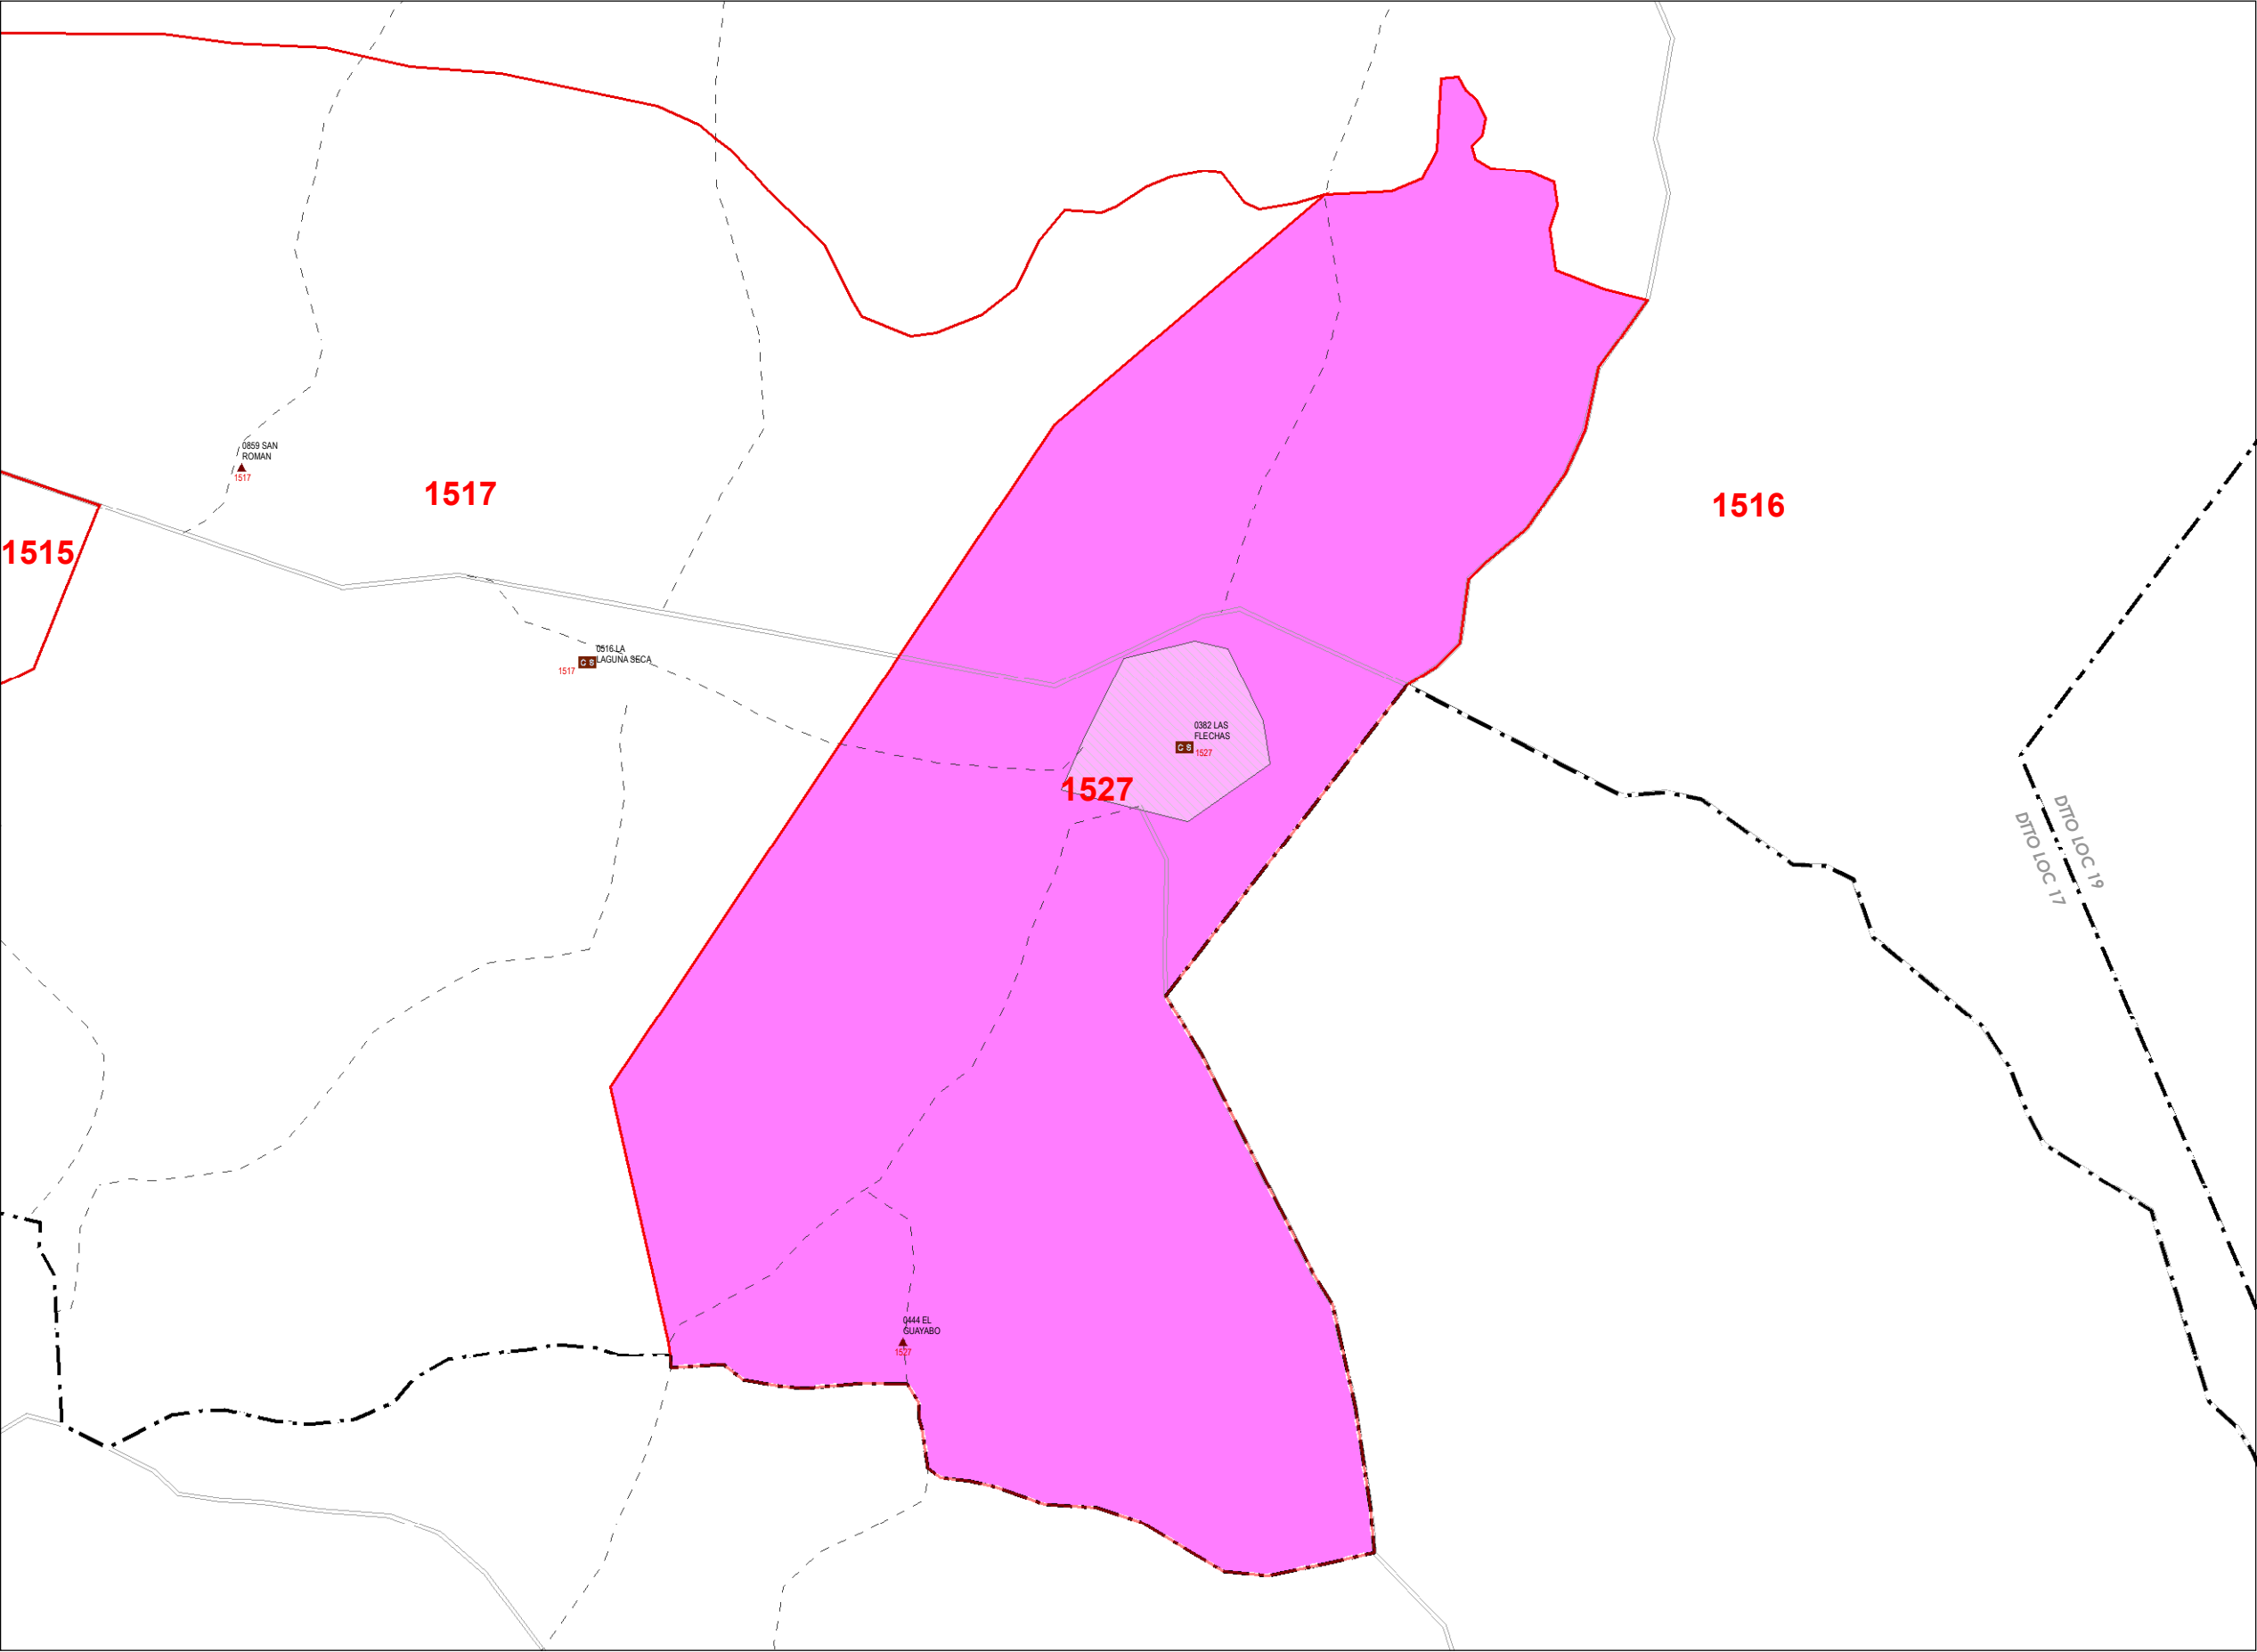 0859 SAN
ROMAN
1517
1517
1516
1515
0516 LA
LAGUNA SECA
C S
1517
0382 LAS
FLECHAS
C S
1527
1527
DTTO LOC 19
DTTO LOC 17
0444 EL
GUAYABO
1527